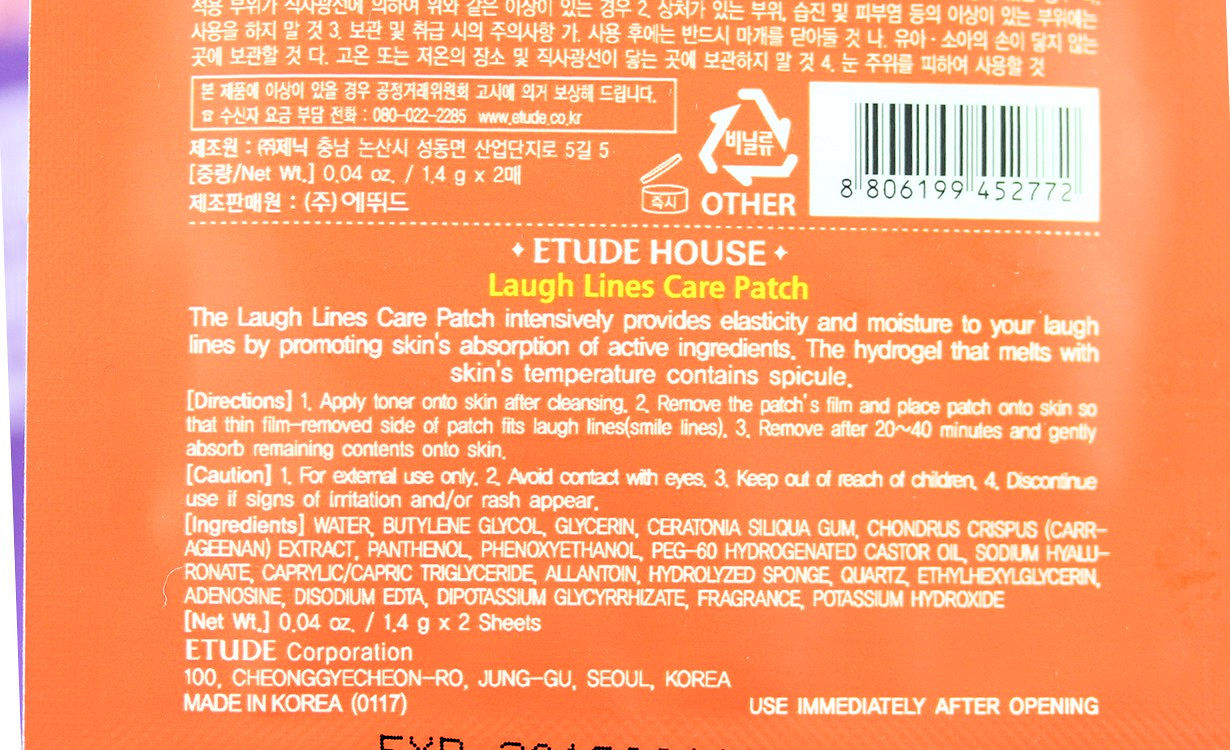 적용 부위가 직사광선에 의하여 위와 같은 이상이 있는 경우 2. 상처가 있는 부위, 습진 및 피부염 등의 이상이 있는 부위에는
사용을 하지 말 것 3. 보관 및 취급 시의 주의사항 가. 사용 후에는 반드시 마개를 닫아둘 것 나. 유아·소아의 손이 닿지 않는
곳에 보관할 것 다. 고온 또는 저온의 장소 및 직사광선이 닿는 곳에 보관하지 말 것 4. 눈 주위를 피하여 사용할 것
본 제품에 이상이 있을 경우 공정거래위원회 고시에 의거 보상해 드립니다.
☎ 수신자 요금 부담 전화 : 080-022-2285 www.etude.co.kr
제조원 : ㈜제닉 충남 논산시 성동면 산업단지로 5길 5
[중량/Net Wt.] 0.04 oz. / 1.4 g x 2매
제조판매원 : (주)에뛰드
즉시
비닐류
OTHER
8 806199 452772
ETUDE HOUSE
Laugh Lines Care Patch
The Laugh Lines Care Patch intensively provides elasticity and moisture to your laugh
lines by promoting skin's absorption of active ingredients. The hydrogel that melts with
skin's temperature contains spicule.
[Directions] 1. Apply toner onto skin after cleansing. 2. Remove the patch's film and place patch onto skin so
that thin film-removed side of patch fits laugh lines(smile lines). 3. Remove after 20~40 minutes and gently
absorb remaining contents onto skin.
[Caution] 1. For external use only. 2. Avoid contact with eyes. 3. Keep out of reach of children. 4. Discontinue
use if signs of irritation and/or rash appear.
[Ingredients] WATER, BUTYLENE GLYCOL, GLYCERIN, CERATONIA SILIQUA GUM, CHONDRUS CRISPUS (CARR-
AGEENAN) EXTRACT, PANTHENOL, PHENOXYETHANOL, PEG-60 HYDROGENATED CASTOR OIL, SODIUM HYALU-
RONATE, CAPRYLIC/CAPRIC TRIGLYCERIDE, ALLANTOIN, HYDROLYZED SPONGE, QUARTZ, ETHYLHEXYLGLYCERIN,
ADENOSINE, DISODIUM EDTA, DIPOTASSIUM GLYCYRRHIZATE, FRAGRANCE, POTASSIUM HYDROXIDE
[Net Wt.] 0.04 oz. / 1.4 g x 2 Sheets
ETUDE Corporation
100, CHEONGGYECHEON-RO, JUNG-GU, SEOUL, KOREA
MADE IN KOREA (0117)
USE IMMEDIATELY AFTER OPENING
EXP